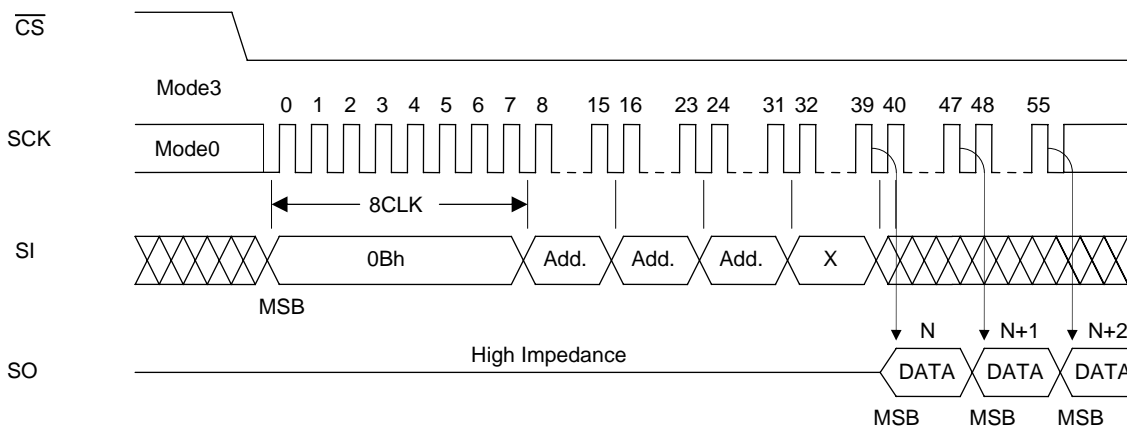 CS
Mode3
0 1 2 3 4 5 6 7 8 15 16 23 24 31 32 39 40 47 48 55
SCK
Mode0
8CLK
SI
0Bh Add. Add. Add. X
MSB
N N+1 N+2
High Impedance
SO
DATA DATA DATA
MSB MSB MSB